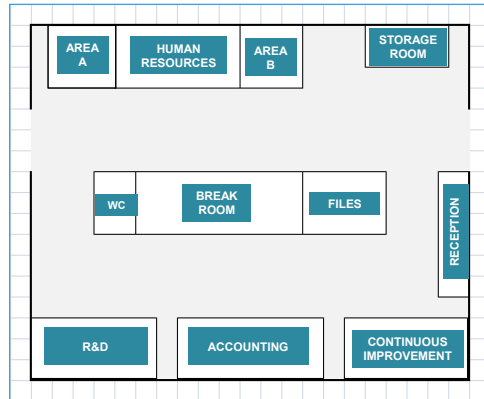 AREA
A
HUMAN
RESOURCES
AREA
B
STORAGE
ROOM
WC
BREAK
ROOM
FILES
RECEPTION
R&D
ACCOUNTING
CONTINUOUS
IMPROVEMENT